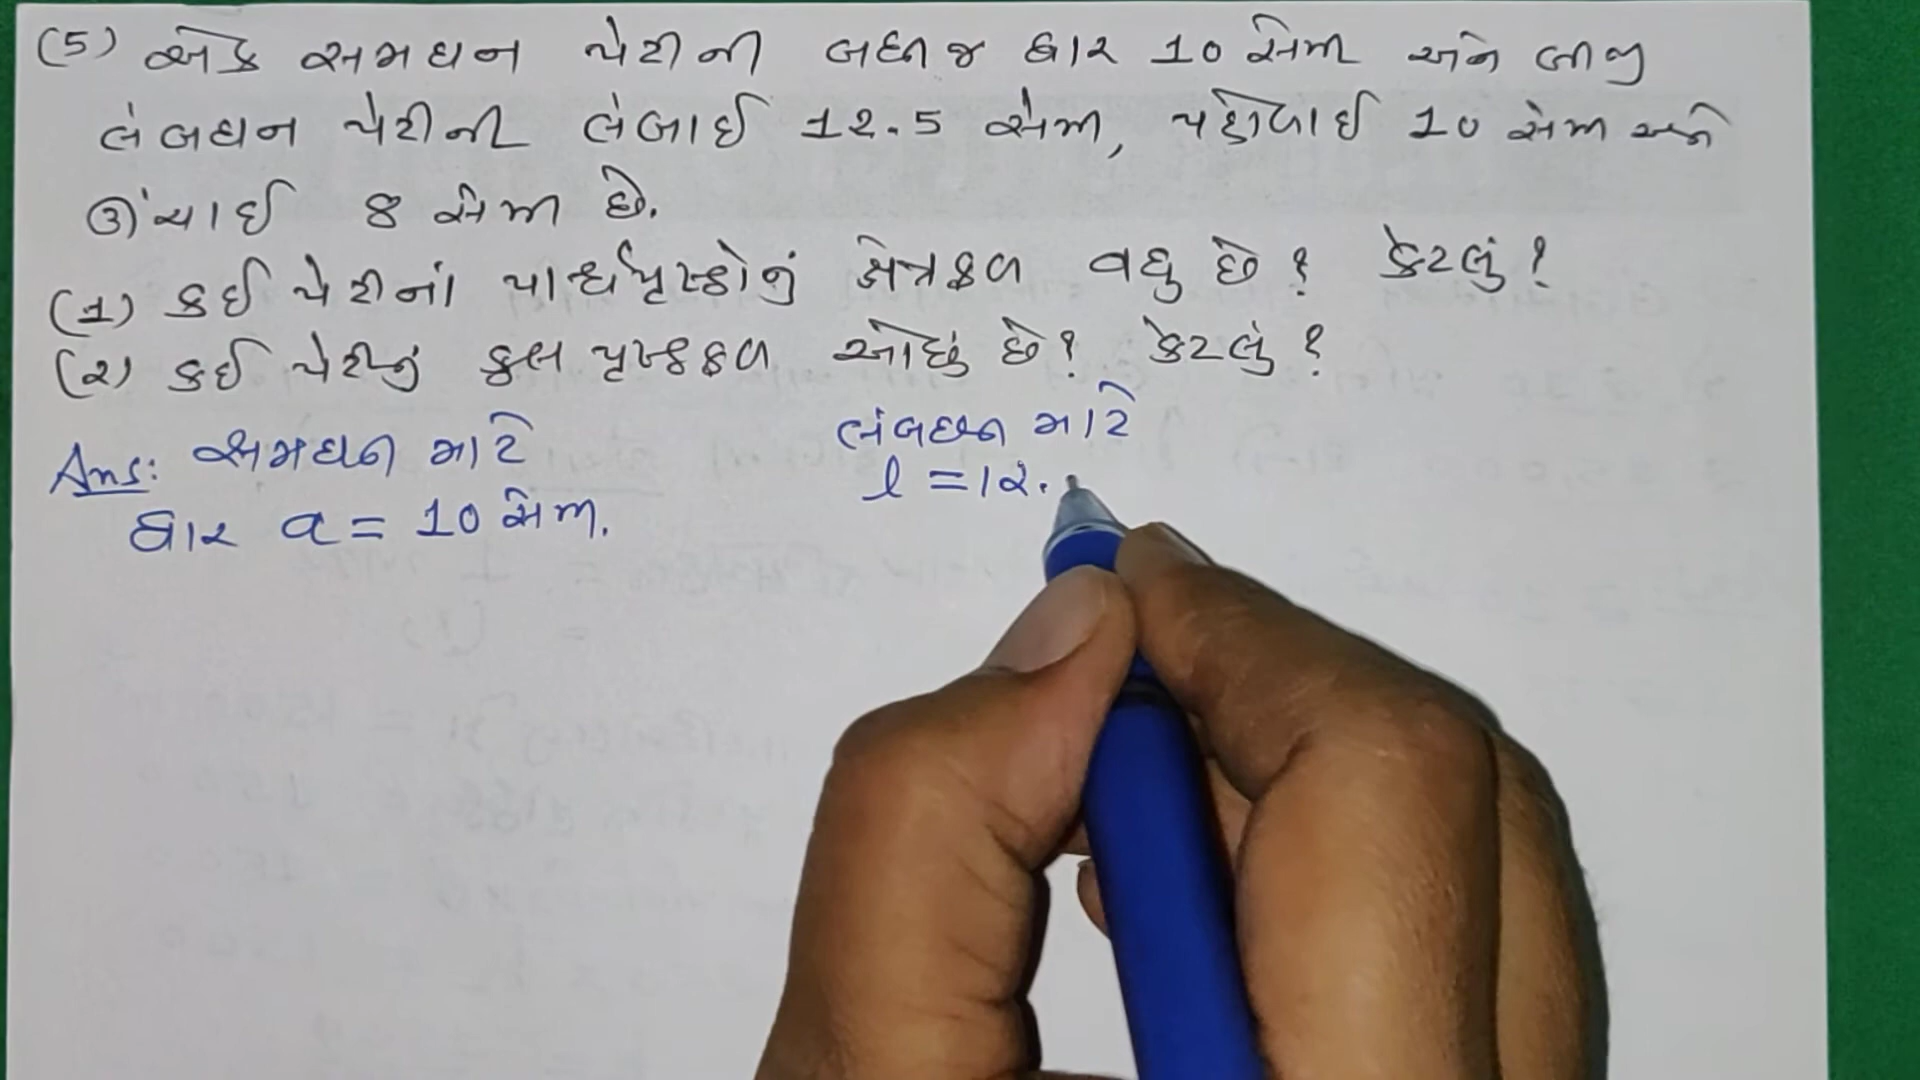 (5) એક સમઘન પેટીની બધી જ ધાર 10 સેમી અને બીજી
લંબઘન પેટીની લંબાઈ 12.5 સેમી, પહોળાઈ 10 સેમી અને
ઊંચાઈ 8 સેમી છે.
(1) કઈ પેટીનાં પાર્શ્વપૃષ્ઠોનું ક્ષેત્રફળ વધુ છે? કેટલું?
(2) કઈ પેટીનું કુલ પૃષ્ઠફળ ઓછું છે? કેટલું?
Ans: સમઘન માટે
ધાર a = 10 સેમી.
લંબઘન માટે
l = 12.